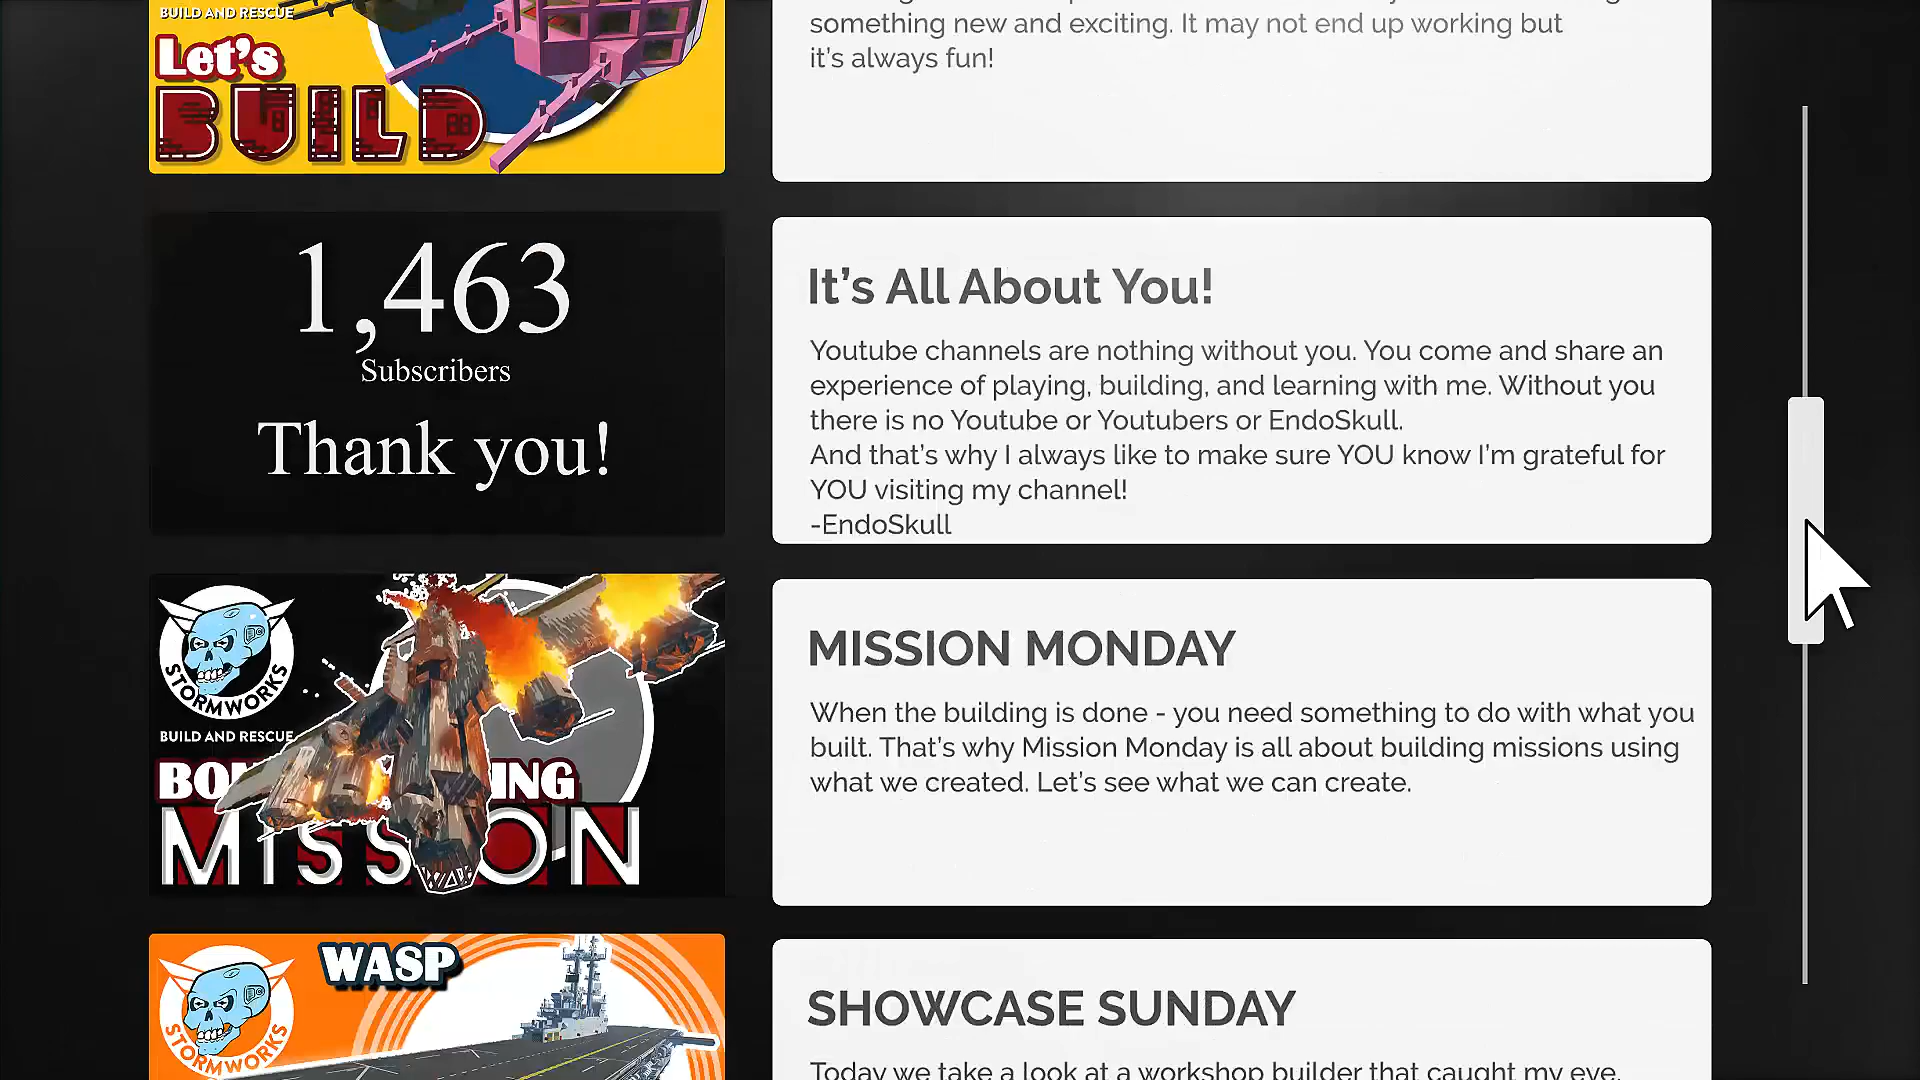 BUILD AND RESCUE
Let's
BUILD
something new and exciting. It may not end up working but
it's always fun!
1,463
Subscribers
Thank you!
It's All About You!
Youtube channels are nothing without you. You come and share an
experience of playing, building, and learning with me. Without you
there is no Youtube or Youtubers or EndoSkull.
And that's why I always like to make sure YOU know I'm grateful for
YOU visiting my channel!
-EndoSkull
STORMWORKS
BUILD AND RESCUE
MISSION
MISSION MONDAY
When the building is done - you need something to do with what you
built. That's why Mission Monday is all about building missions using
what we created. Let's see what we can create.
WASP
STORMWORKS
SHOWCASE SUNDAY
Today we take a look at a workshop builder that caught my eye.